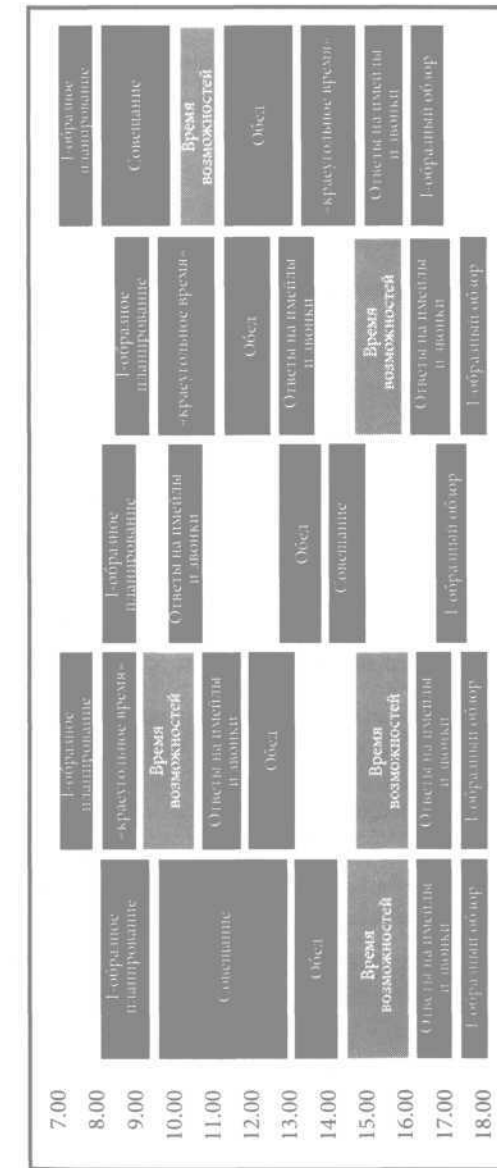 7.00
8.00
9.00
10.00
11.00
12.00
13.00
14.00
15.00
16.00
17.00
18.00
Т-образное
планирование
Совещание
Обед
Время
возможностей
Ответы на имейлы
и звонки
Т-образный обзор
Т-образное
планирование
«краеугольное время»
Время
возможностей
Ответы на имейлы
и звонки
Обед
Время
возможностей
Ответы на имейлы
и звонки
Т-образный обзор
Т-образное
планирование
Ответы на имейлы
и звонки
Обед
Совещание
Т-образный обзор
Т-образное
планирование
«краеугольное время»
Обед
Ответы на имейлы
и звонки
Время
возможностей
Ответы на имейлы
и звонки
Т-образный обзор
Т-образное
планирование
Совещание
Время
возможностей
Обед
«краеугольное время»
Ответы на имейлы
и звонки
Т-образный обзор